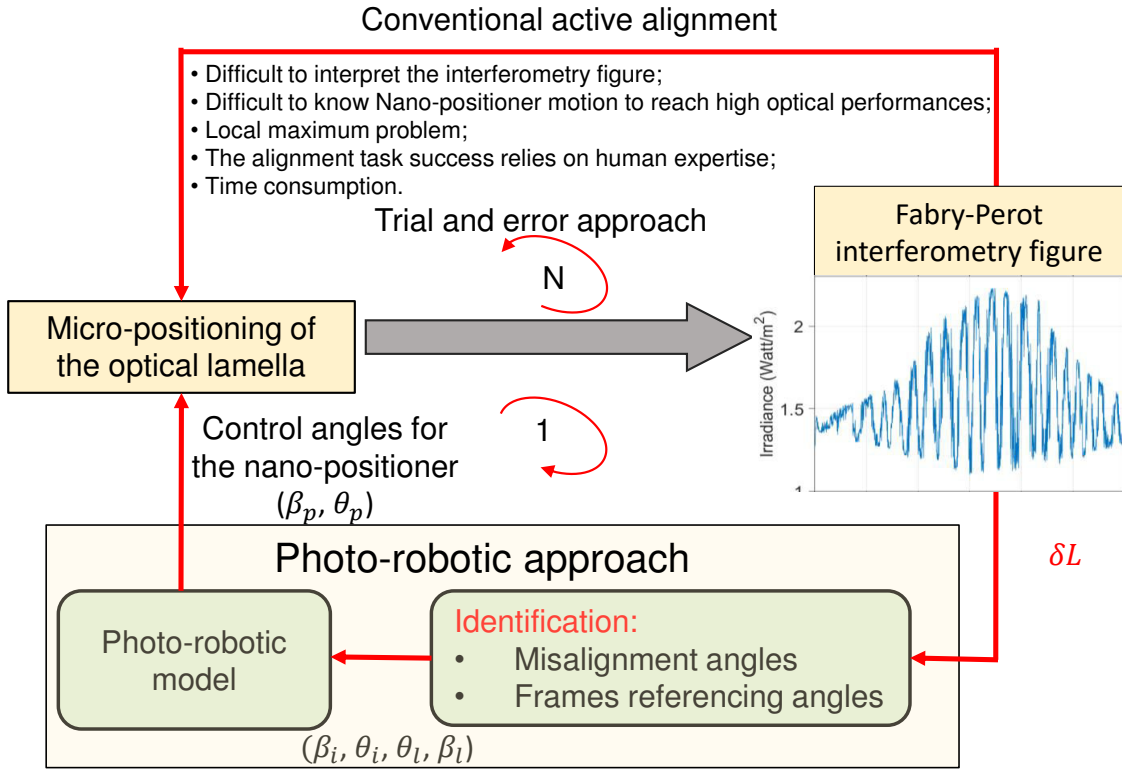 Conventional active alignment
• Difficult to interpret the interferometry figure;
• Difficult to know Nano-positioner motion to reach high optical performances;
• Local maximum problem;
• The alignment task success relies on human expertise;
• Time consumption.
Trial and error approach
N
Fabry-Perot
interferometry figure
Micro-positioning of
the optical lamella
Irradiance (Watt/m²)
2
1.5
1
Control angles for
the nano-positioner
(βₚ, θₚ)
1
Photo-robotic approach
δL
Photo-robotic
model
Identification:
• Misalignment angles
• Frames referencing angles
(βᵢ, θᵢ, θₗ, βₗ)